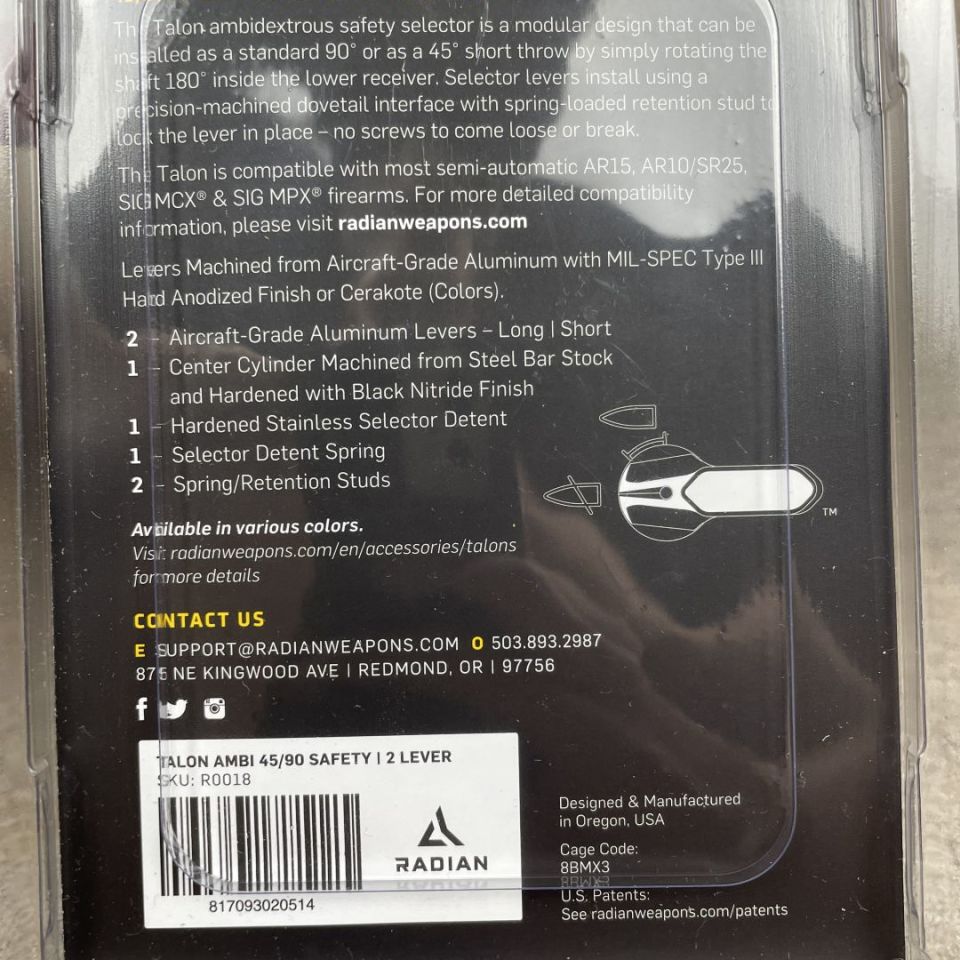 The Talon ambidextrous safety selector is a modular design that can be
installed as a standard 90° or as a 45° short throw by simply rotating the
shaft 180° inside the lower receiver. Selector levers install using a
precision-machined dovetail interface with spring-loaded retention stud to
lock the lever in place – no screws to come loose or break.
The Talon is compatible with most semi-automatic AR15, AR10/SR25,
SIG MCX® & SIG MPX® firearms. For more detailed compatibility
information, please visit radianweapons.com
Levers Machined from Aircraft-Grade Aluminum with MIL-SPEC Type III
Hard Anodized Finish or Cerakote (Colors).
2 – Aircraft-Grade Aluminum Levers – Long | Short
1 – Center Cylinder Machined from Steel Bar Stock
and Hardened with Black Nitride Finish
1 – Hardened Stainless Selector Detent
1 – Selector Detent Spring
2 – Spring/Retention Studs
TM
Available in various colors.
Visit radianweapons.com/en/accessories/talons
for more details
CONTACT US
E SUPPORT@RADIANWEAPONS.COM O 503.893.2987
875 NE KINGWOOD AVE | REDMOND, OR | 97756
TALON AMBI 45/90 SAFETY | 2 LEVER
SKU: R0018
RADIAN
817093020514
Designed & Manufactured
in Oregon, USA
Cage Code:
8BMX3
U.S. Patents:
See radianweapons.com/patents